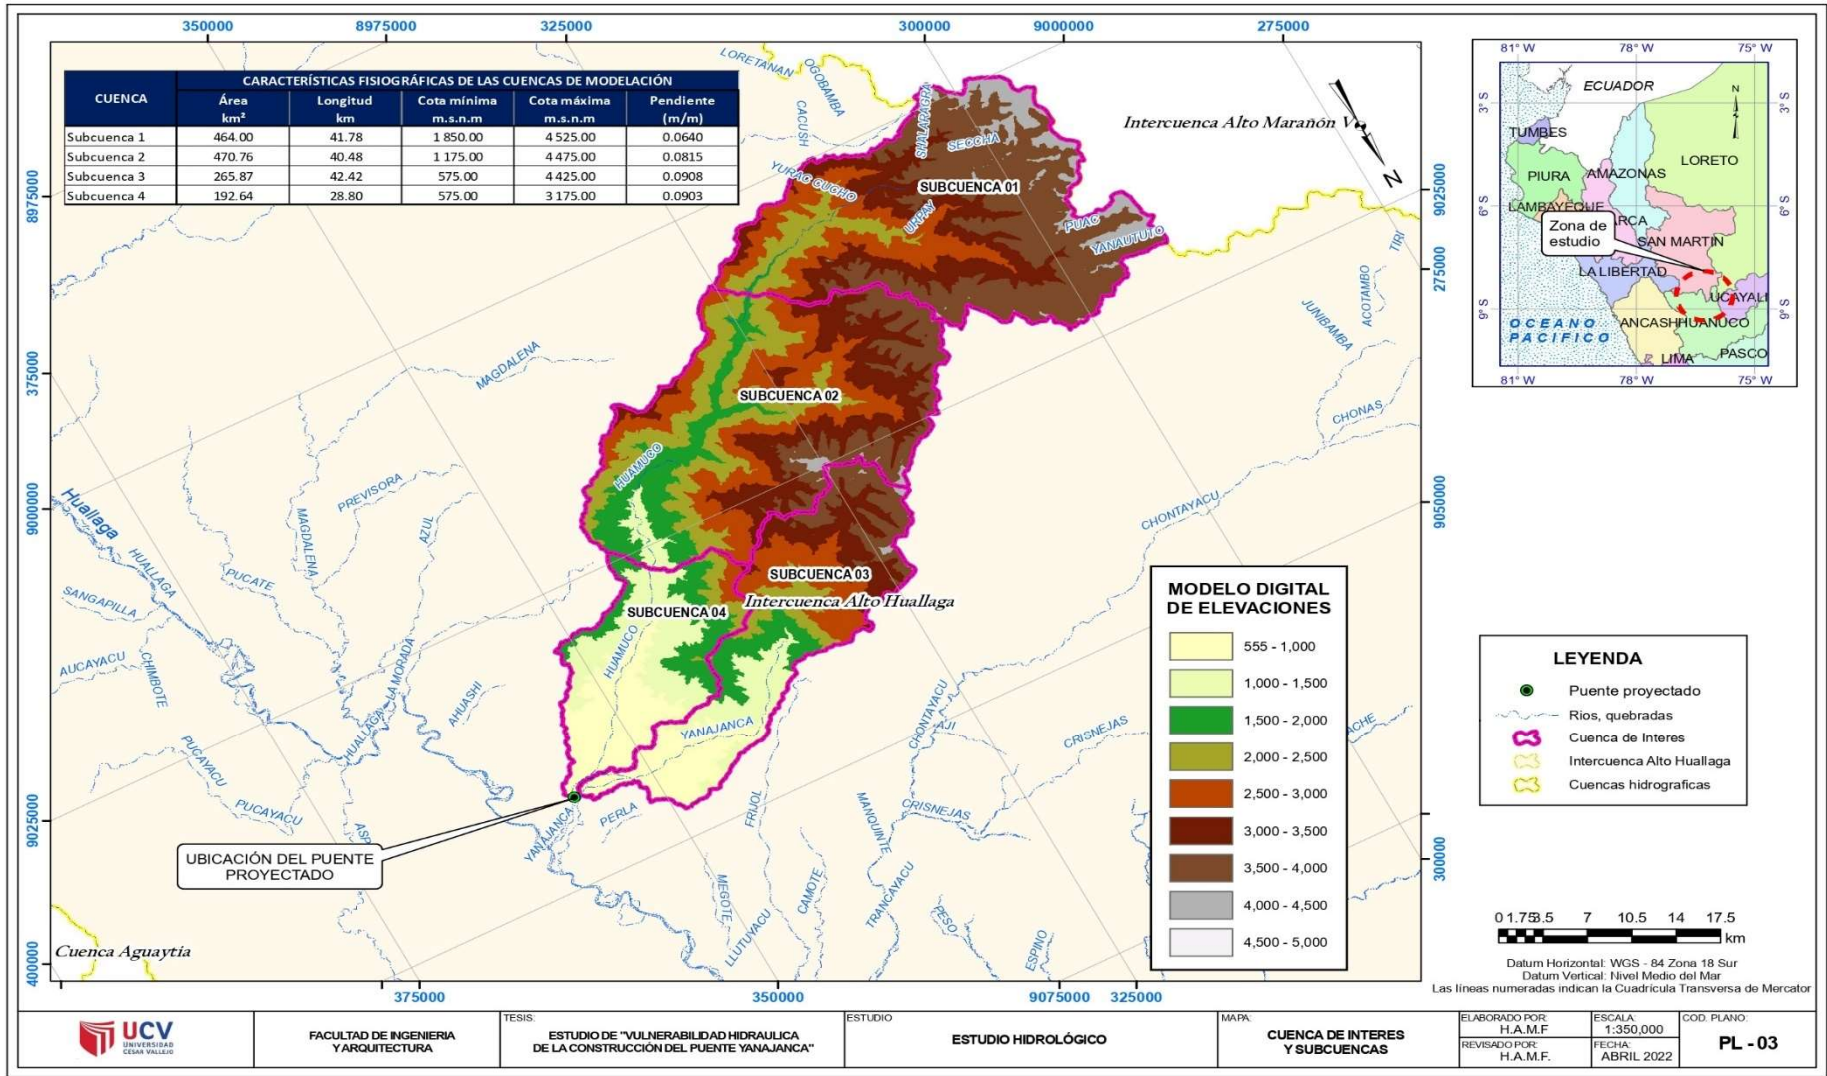 350000
8975000
325000
300000
9000000
275000
CARACTERÍSTICAS FISIOGRÁFICAS DE LAS CUENCAS DE MODELACIÓN
CUENCA Área km² Longitud km Cota mínima m.s.n.m Cota máxima m.s.n.m Pendiente (m/m)
Subcuenca 1 464.00 41.78 1 850.00 4 525.00 0.0640
Subcuenca 2 470.76 40.48 1 175.00 4 475.00 0.0815
Subcuenca 3 265.87 42.42 575.00 4 425.00 0.0908
Subcuenca 4 192.64 28.80 575.00 3 175.00 0.0903
LORETANAN
OGOBAMBA
CACUSH
SHALARAGRA
SECCHA
YURAC CUCHO
SUBCUENCA 01
URPAY
PUAC
YANAUTUTO
Intercuenca Alto Marañón V
N
TIRI
ACOTAMBO
JUNIBAMBA
CHONAS
CHONTAYACU
MAGDALENA
SUBCUENCA 02
HUAMUCO
PREVISORA
MAGDALENA
AZUL
Huallaga
HUALLAGA
PUCATE
SANGAPILLA
AUCAYACU
CHIMBOTE
LA MORADA
HUALLAGA
AHUASHI
PUCAYACU
PUCAYACU
ASP
SUBCUENCA 03
Intercuenca Alto Huallaga
SUBCUENCA 04
HUAMUCO
YANAJANCA
YANAJANCA
PERLA
FRIJOL
MEGOTE
LLUTUYACU
CAMOTE
MANQUINTE
TRANCAYACU
CHONTAYACU
AJI
CRISNEJAS
CRISNEJAS
ACHE
PESO
ESPINO
UBICACIÓN DEL PUENTE
PROYECTADO
Cuenca Aguaytia
8975000
375000
9000000
9025000
400000
9025000
275000
9050000
300000
375000
350000
9075000
325000
MODELO DIGITAL
DE ELEVACIONES
555 - 1,000
1,000 - 1,500
1,500 - 2,000
2,000 - 2,500
2,500 - 3,000
3,000 - 3,500
3,500 - 4,000
4,000 - 4,500
4,500 - 5,000
81° W
78° W
75° W
3° S
6° S
9° S
3° S
6° S
9° S
81° W
78° W
75° W
ECUADOR
N
TUMBES
LORETO
PIURA
AMAZONAS
LAMBAYEQUE
ARCA
Zona de
estudio
SAN MARTIN
LA LIBERTAD
UCAYALI
ANCASH
HUANUCO
OCEANO
PACIFICO
LIMA
PASCO
LEYENDA
Puente proyectado
Rios, quebradas
Cuenca de Interes
Intercuenca Alto Huallaga
Cuencas hidrograficas
0 1.75 3.5 7 10.5 14 17.5
km
Datum Horizontal: WGS - 84 Zona 18 Sur
Datum Vertical: Nivel Medio del Mar
Las líneas numeradas indican la Cuadrícula Transversa de Mercator
UCV
UNIVERSIDAD
CÉSAR VALLEJO
FACULTAD DE INGENIERIA
Y ARQUITECTURA
TESIS:
ESTUDIO DE "VULNERABILIDAD HIDRAULICA
DE LA CONSTRUCCIÓN DEL PUENTE YANAJANCA"
ESTUDIO
ESTUDIO HIDROLÓGICO
MAPA:
CUENCA DE INTERES
Y SUBCUENCAS
ELABORADO POR:
H.A.M.F
REVISADO POR:
H.A.M.F.
ESCALA:
1:350,000
FECHA:
ABRIL 2022
COD. PLANO:
PL - 03